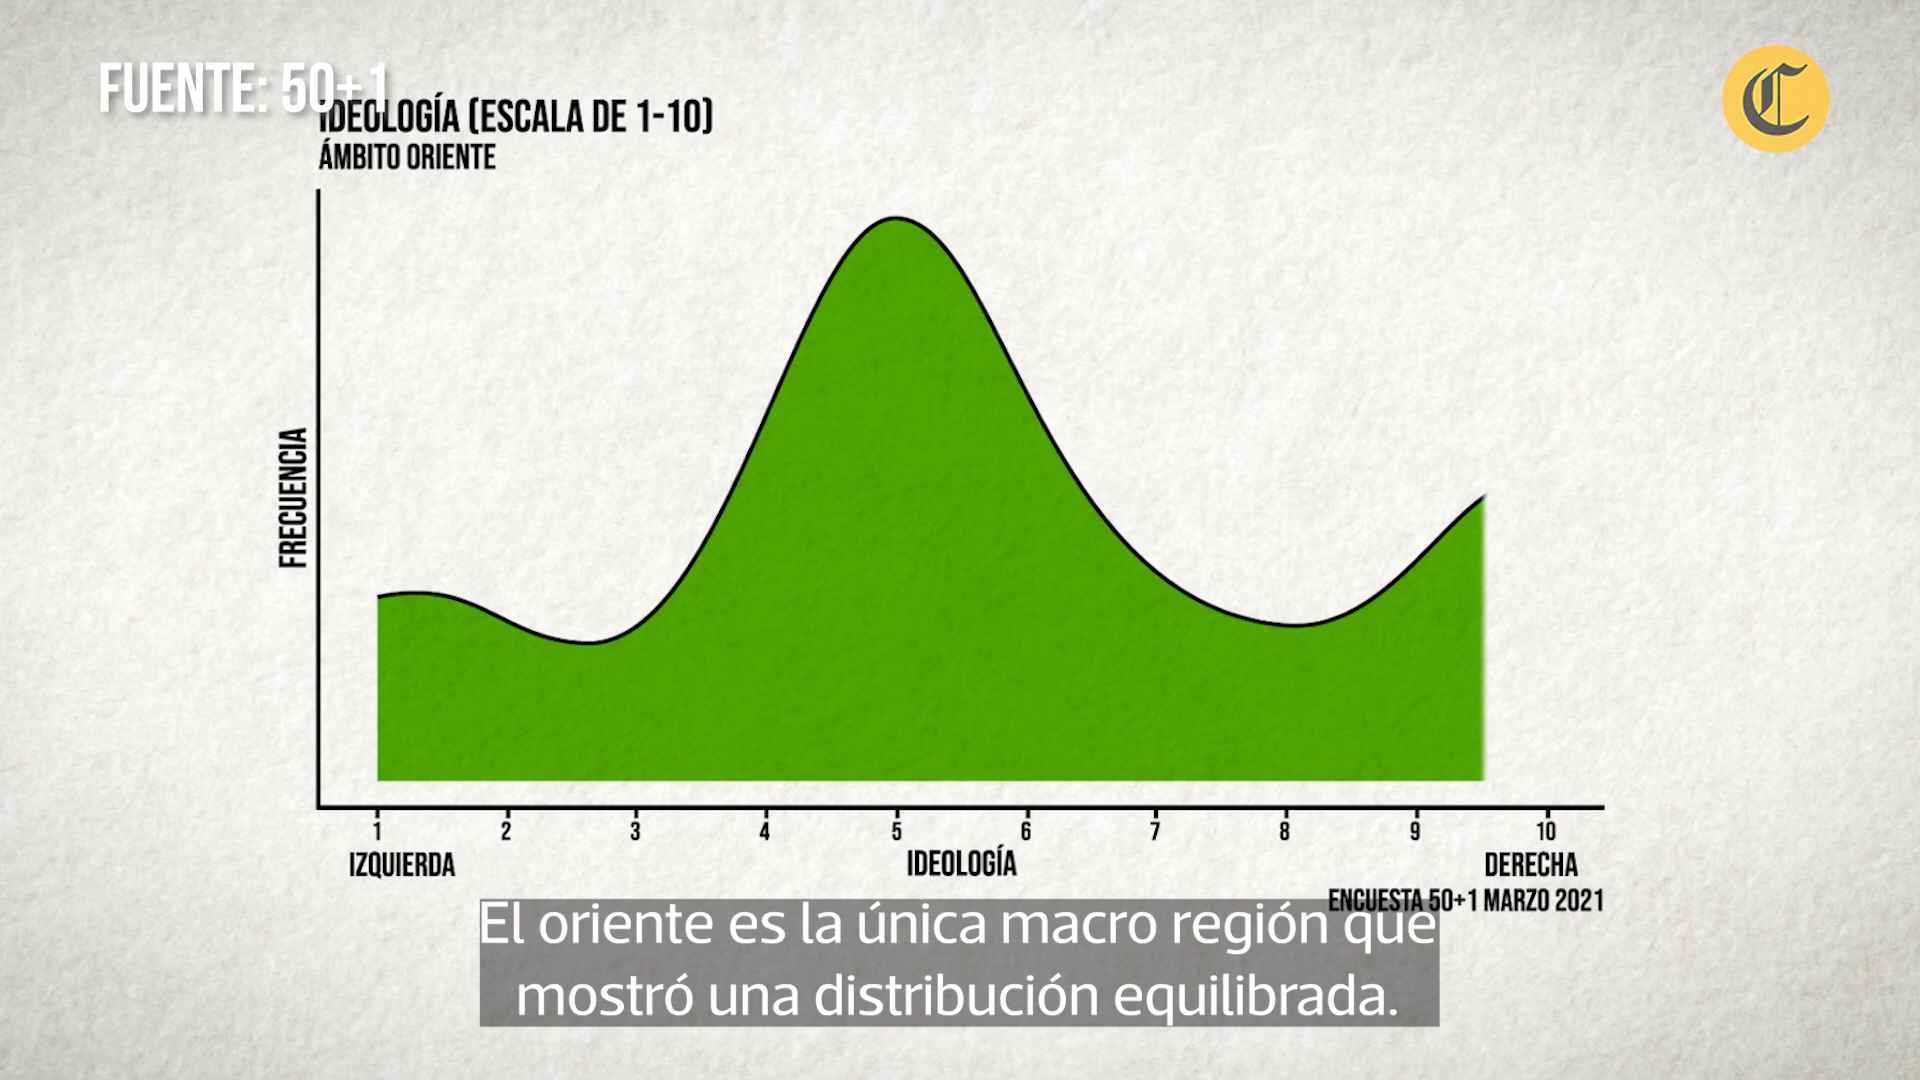 FUENTE: 50+1
IDEOLOGÍA (ESCALA DE 1-10)
ÁMBITO ORIENTE
C
FRECUENCIA
1 2 3 4 5 6 7 8 9 10
IZQUIERDA IDEOLOGÍA DERECHA
ENCUESTA 50+1 MARZO 2021
El oriente es la única macro región que
mostró una distribución equilibrada.